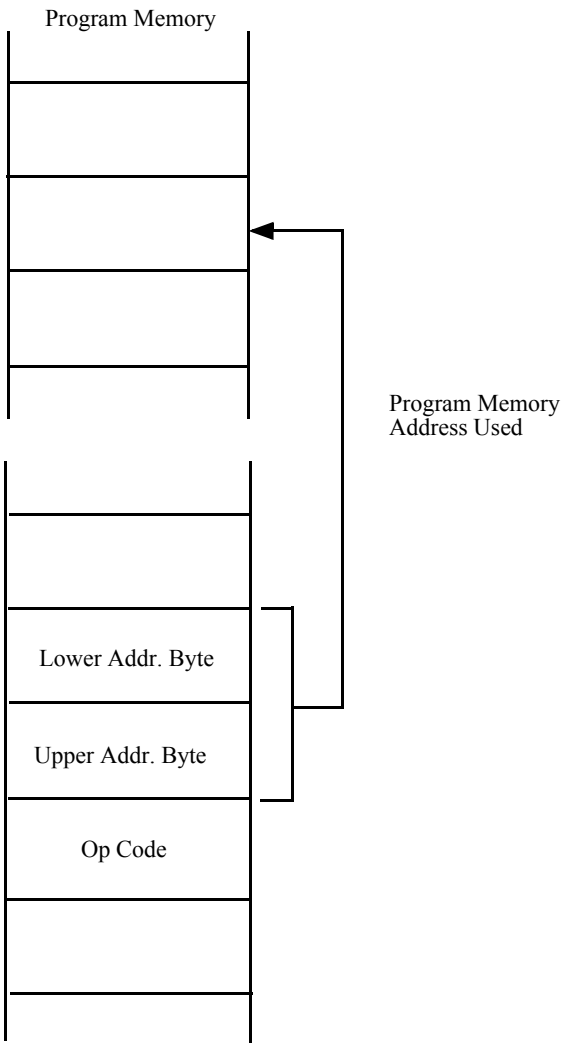 Program Memory
Program Memory
Address Used
Lower Addr. Byte
Upper Addr. Byte
Op Code